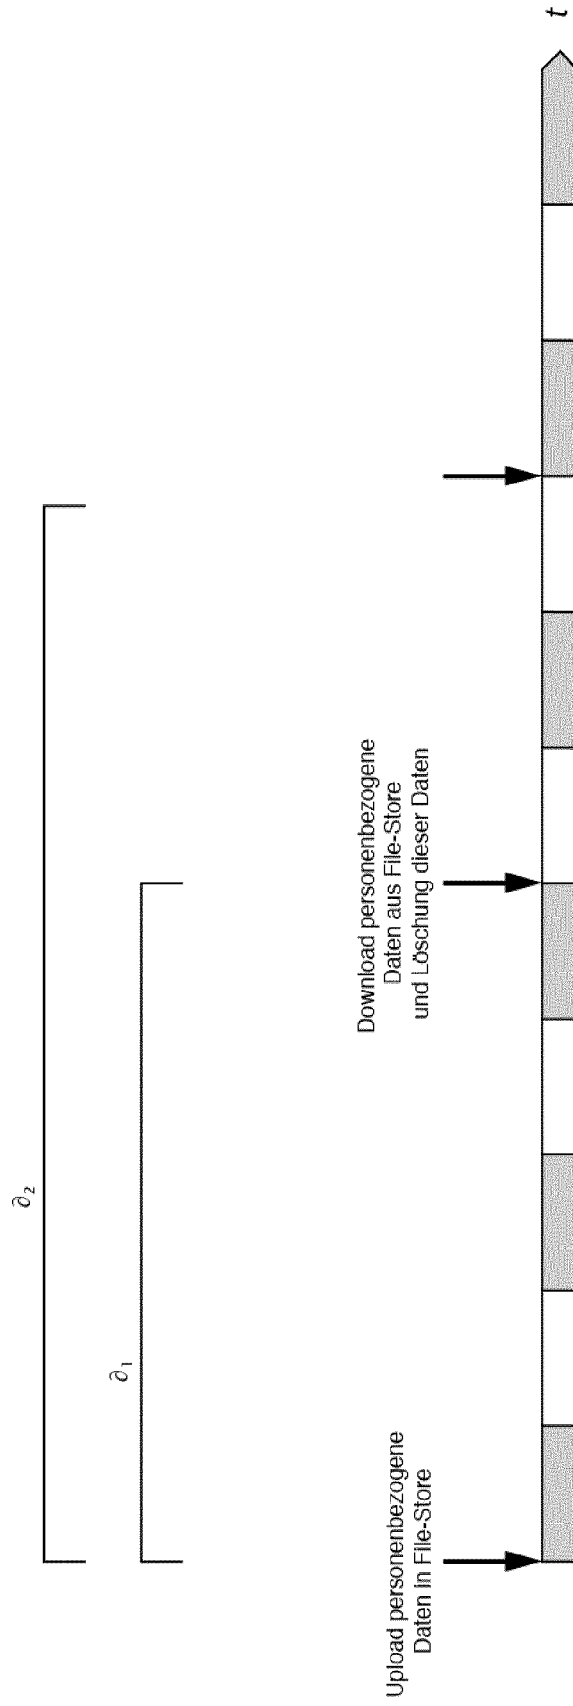 ∂₂
∂₁
Upload personenbezogene
Daten in File-Store
Download personenbezogene
Daten aus File-Store
und Löschung dieser Daten
t